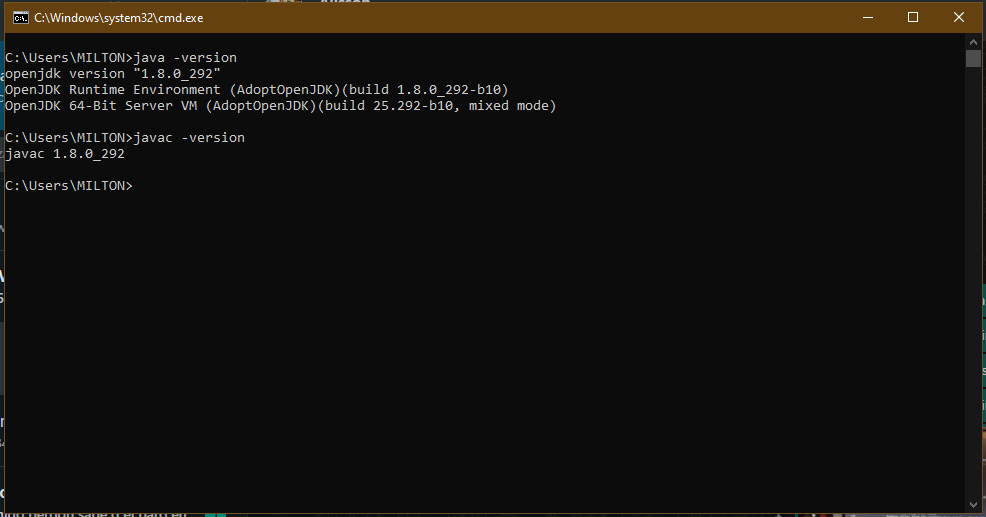 C:\Windows\system32\cmd.exe
C:\Users\MILTON>java -version
openjdk version "1.8.0_292"
OpenJDK Runtime Environment (AdoptOpenJDK)(build 1.8.0_292-b10)
OpenJDK 64-Bit Server VM (AdoptOpenJDK)(build 25.292-b10, mixed mode)
C:\Users\MILTON>javac -version
javac 1.8.0_292
C:\Users\MILTON>